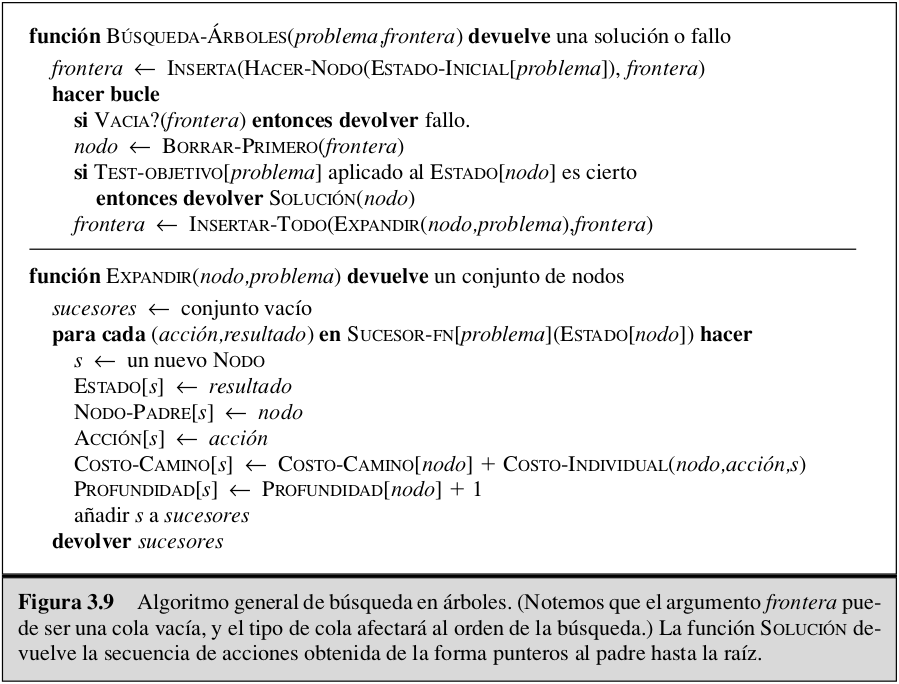 función BÚSQUEDA-ÁRBOLES(problema,frontera) devuelve una solución o fallo
frontera ← INSERTA(HACER-NODO(ESTADO-INICIAL[problema]), frontera)
hacer bucle
si VACIA?(frontera) entonces devolver fallo.
nodo ← BORRAR-PRIMERO(frontera)
si TEST-OBJETIVO[problema] aplicado al ESTADO[nodo] es cierto
entonces devolver SOLUCIÓN(nodo)
frontera ← INSERTAR-TODO(EXPANDIR(nodo,problema),frontera)
función EXPANDIR(nodo,problema) devuelve un conjunto de nodos
sucesores ← conjunto vacío
para cada (acción,resultado) en SUCESOR-FN[problema](ESTADO[nodo]) hacer
s ← un nuevo NODO
ESTADO[s] ← resultado
NODO-PADRE[s] ← nodo
ACCIÓN[s] ← acción
COSTO-CAMINO[s] ← COSTO-CAMINO[nodo] + COSTO-INDIVIDUAL(nodo,acción,s)
PROFUNDIDAD[s] ← PROFUNDIDAD[nodo] + 1
añadir s a sucesores
devolver sucesores
Figura 3.9 Algoritmo general de búsqueda en árboles. (Notemos que el argumento frontera pue-
de ser una cola vacía, y el tipo de cola afectará al orden de la búsqueda.) La función SOLUCIÓN de-
vuelve la secuencia de acciones obtenida de la forma punteros al padre hasta la raíz.